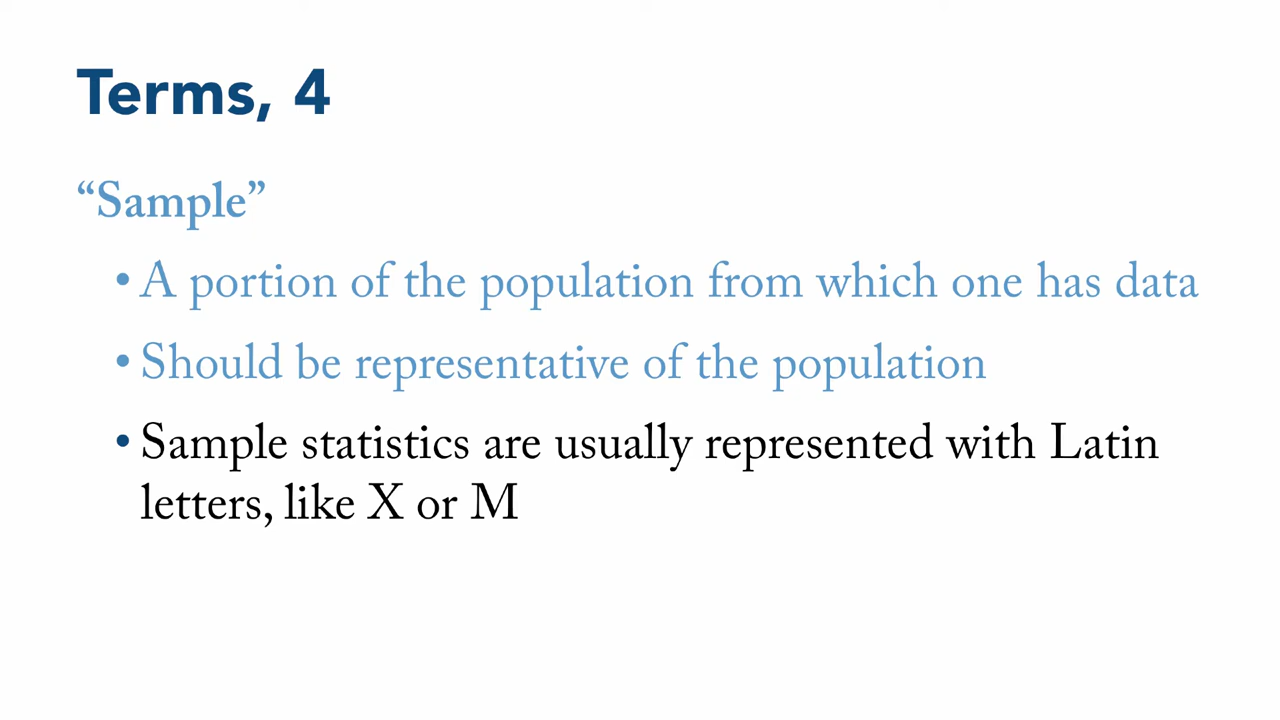 Terms, 4
“Sample”
• A portion of the population from which one has data
• Should be representative of the population
• Sample statistics are usually represented with Latin
letters, like X or M